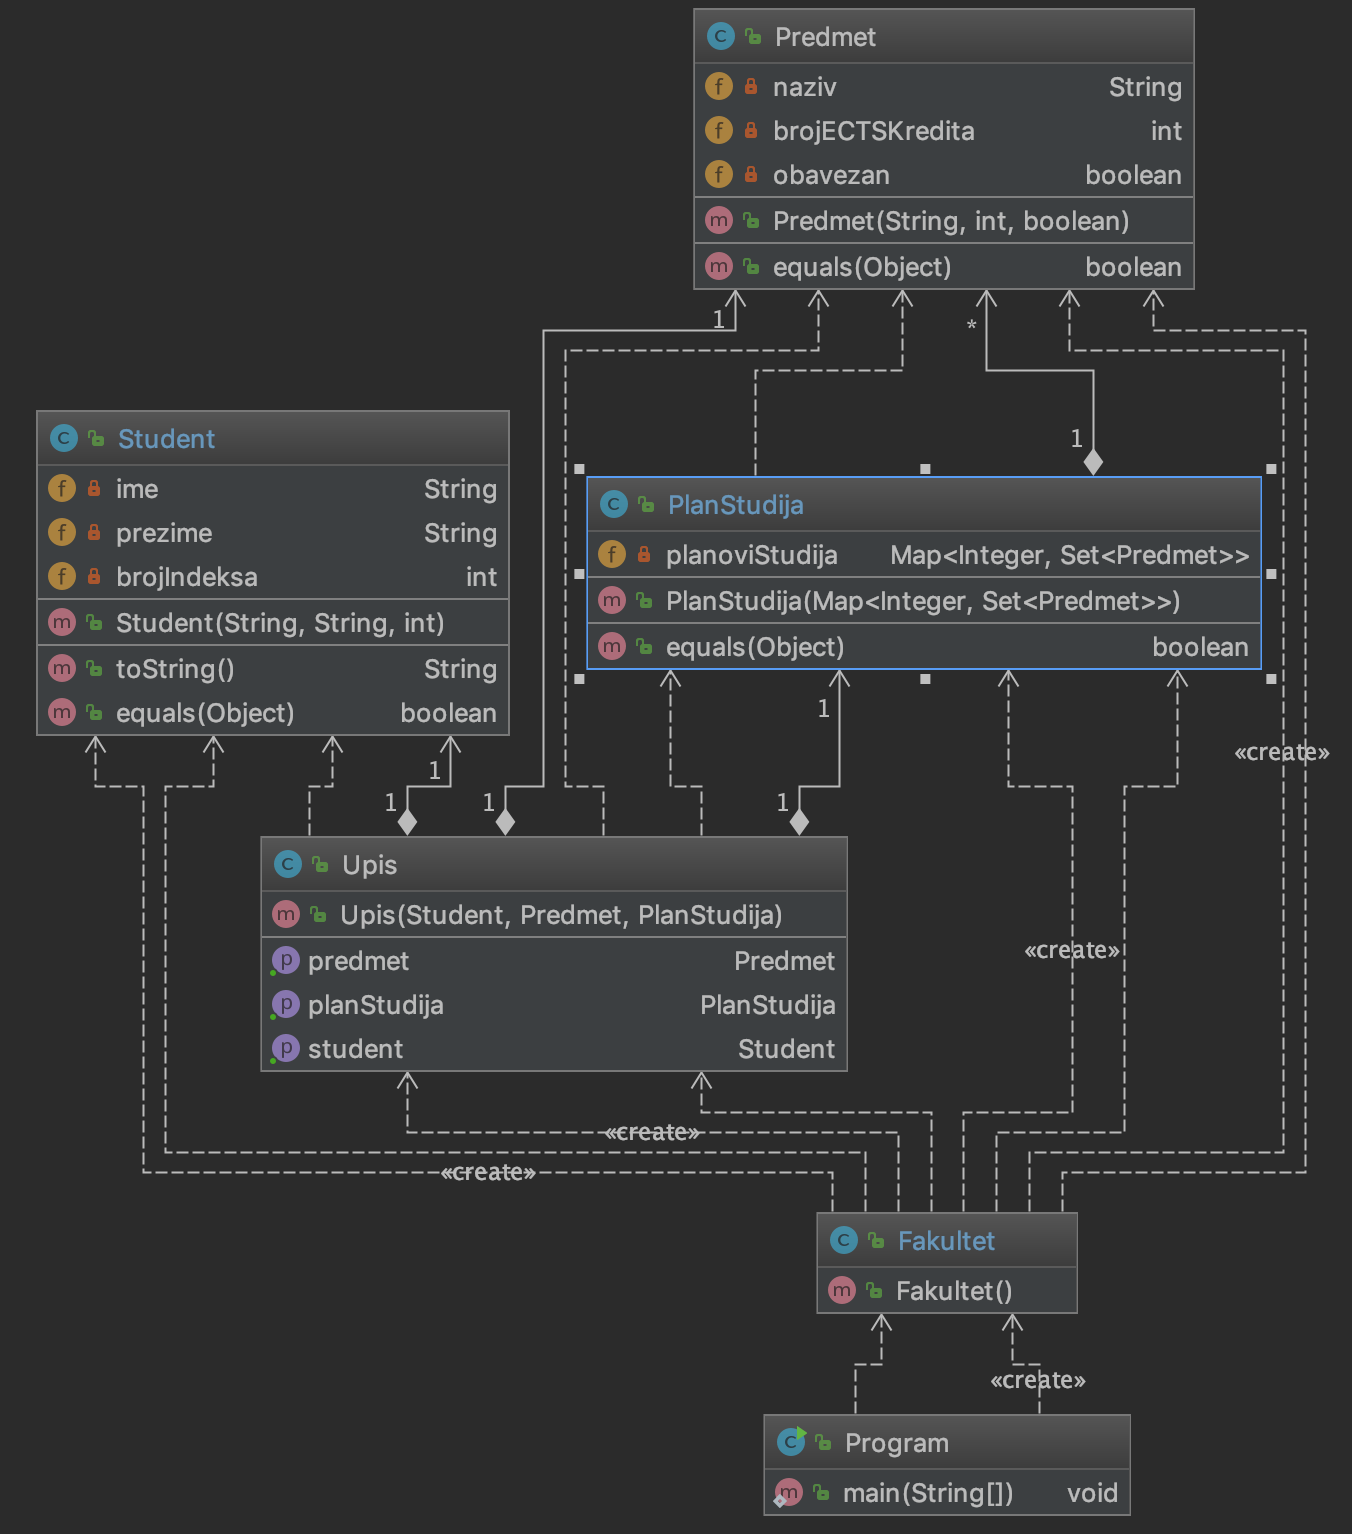 Predmet
naziv String
brojECTSKredita int
obavezan boolean
Predmet(String, int, boolean)
equals(Object) boolean
1
*
Student
ime String
prezime String
brojIndeksa int
Student(String, String, int)
toString() String
equals(Object) boolean
1
PlanStudija
planoviStudija Map<Integer, Set<Predmet>>
PlanStudija(Map<Integer, Set<Predmet>>)
equals(Object) boolean
1
«create»
1
1
1
1
Upis
Upis(Student, Predmet, PlanStudija)
predmet Predmet
planStudija PlanStudija
student Student
«create»
«create»
«create»
Fakultet
Fakultet()
«create»
Program
main(String[]) void